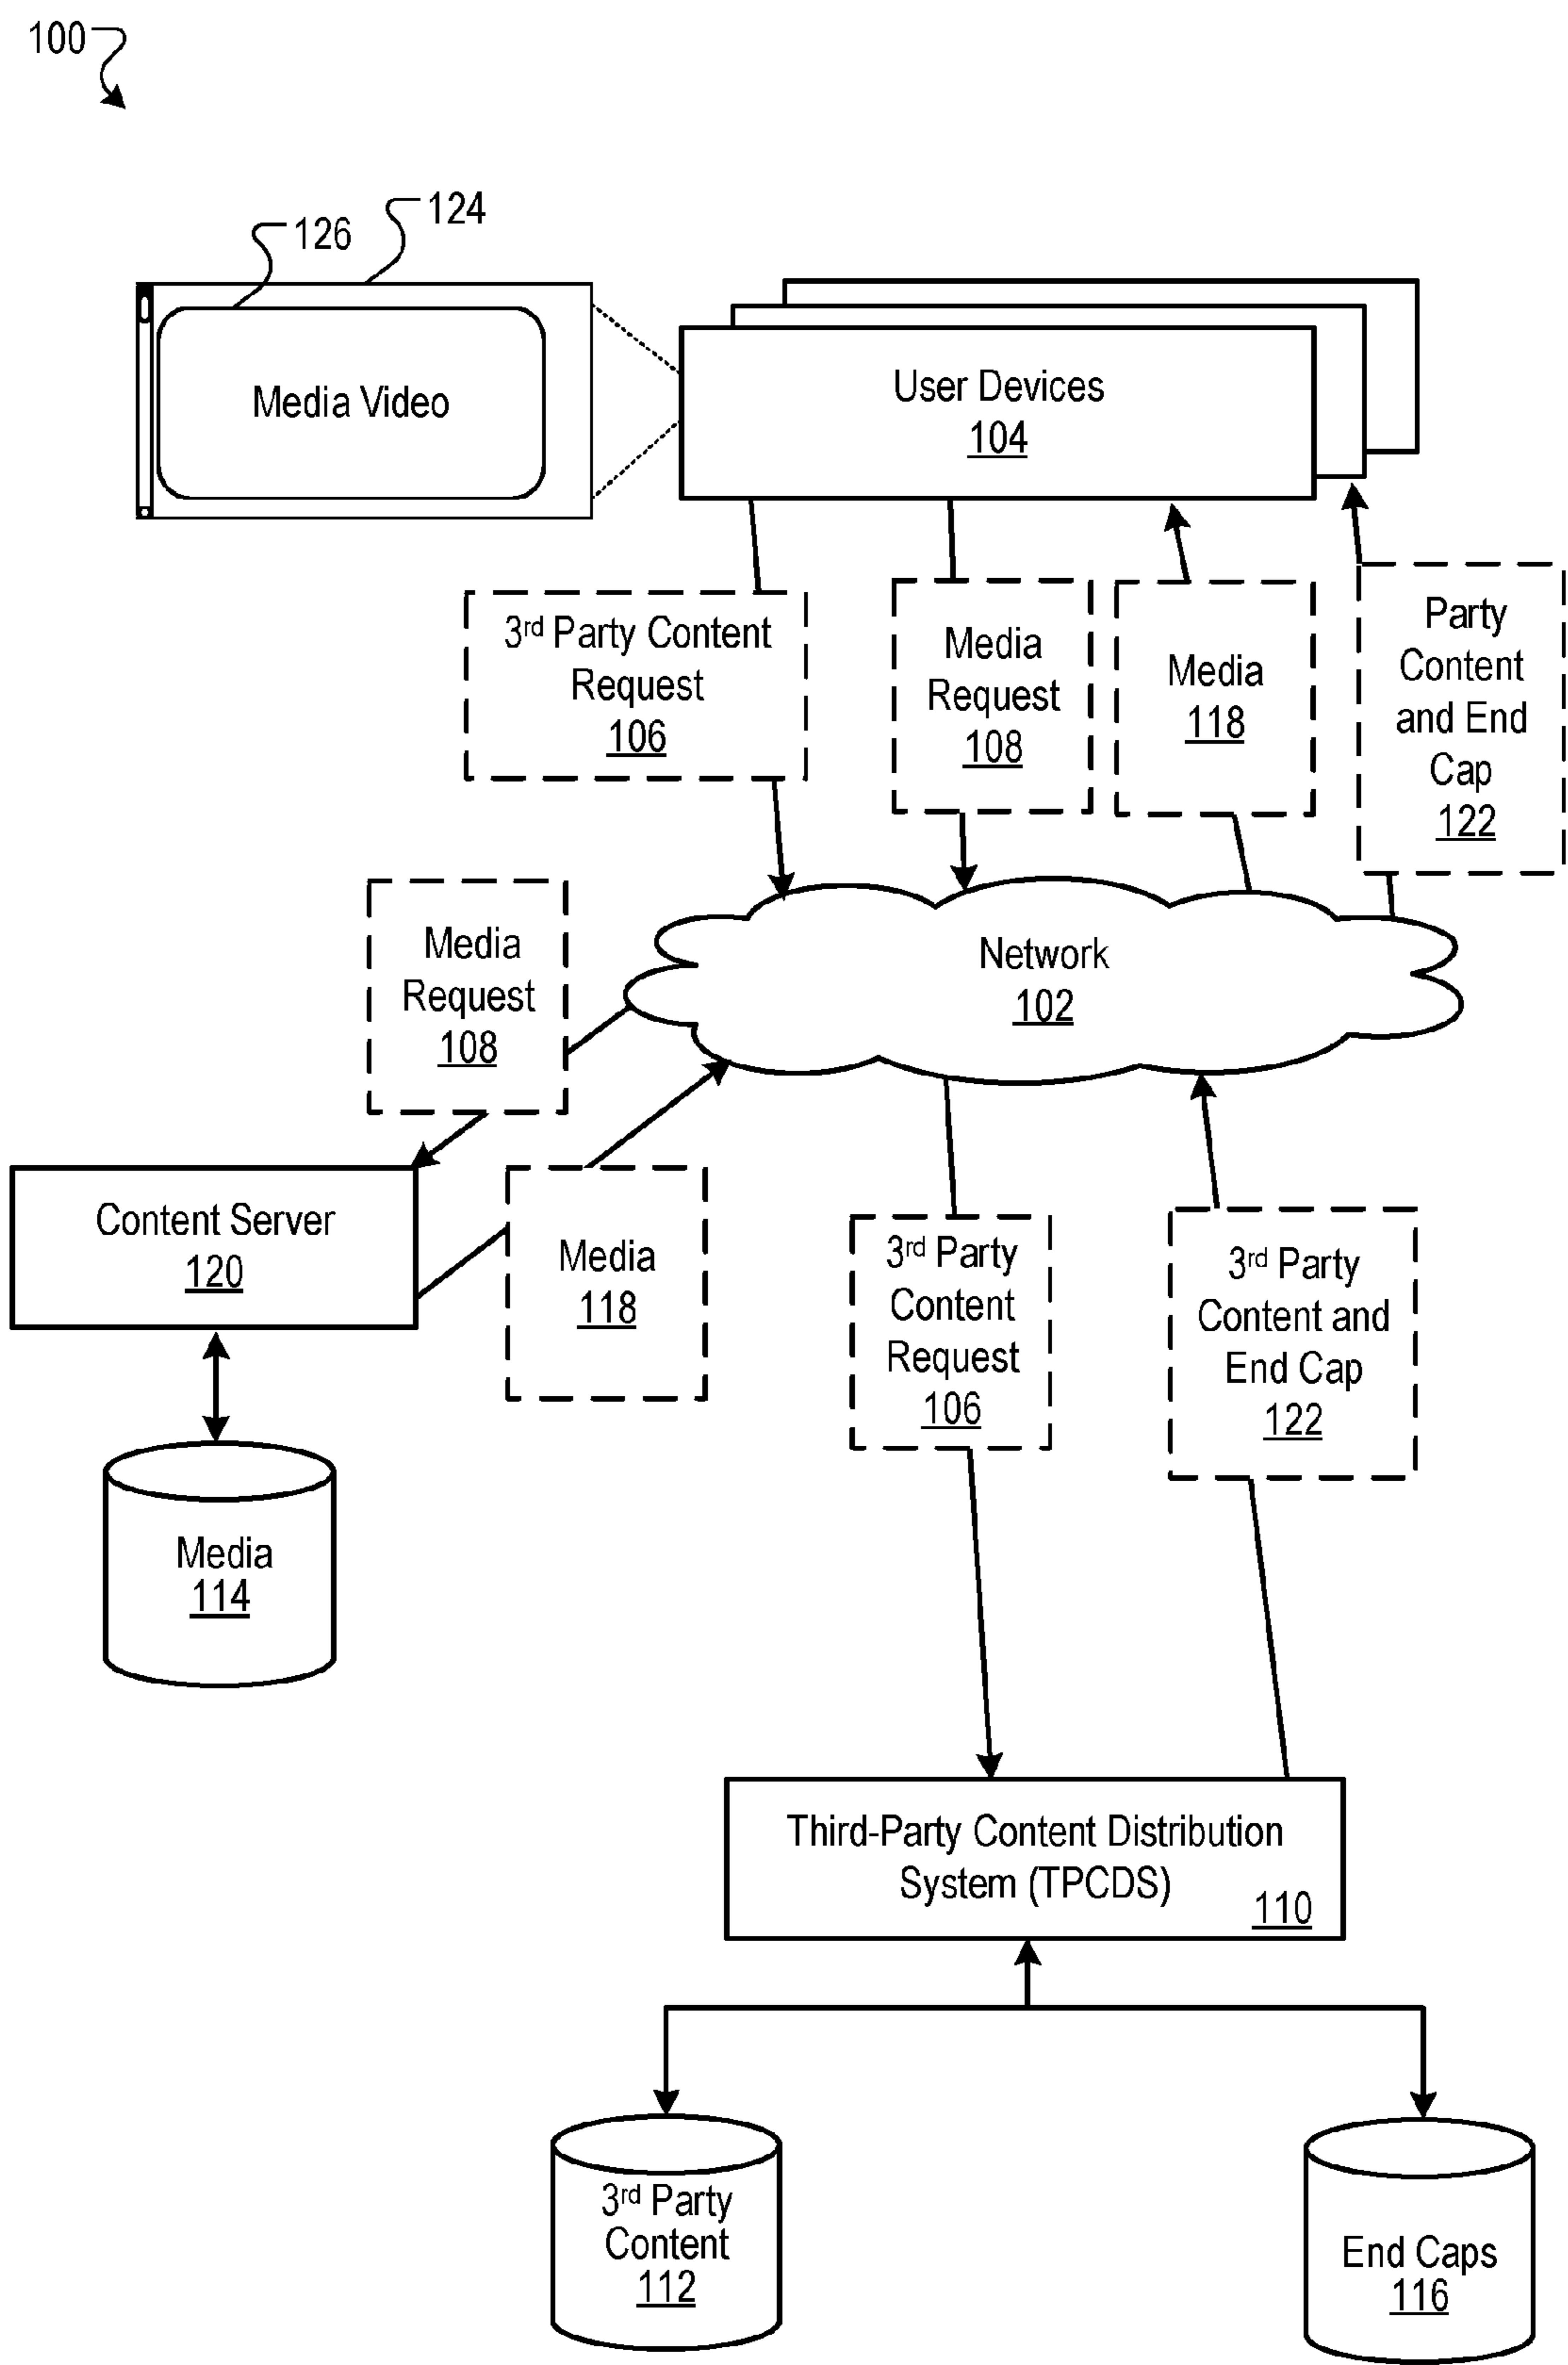 100
124
126
Media Video
User Devices
104
3rd Party Content
Request
106
Media
Request
108
Media
118
Party
Content
and End
Cap
122
Network
102
Media
Request
108
Content Server
120
Media
118
3rd Party
Content
Request
106
3rd Party
Content and
End Cap
122
Media
114
Third-Party Content Distribution
System (TPCDS)
110
3rd Party
Content
112
End Caps
116